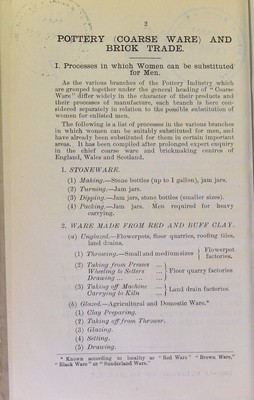 2
POTTERY (COARSE WARE) AND
BRICK TRADE.
I. Processes in which Women can be substituted
for Men.
As the various branches of the Pottery Industry which
are grouped together under the general heading of "Coarse
Ware" differ widely in the character of their products and
their processes of manufacture, each branch is here con-
sidered separately in relation to the possible substitution of
women for enlisted men.
The following is a list of processes in the various branches
in which women can be suitably substituted for men, and
have already been substituted for them in certain important
areas. It has been compiled after prolonged expert enquiry
in the chief coarse ware and brickmaking centres of
England, Wales and Scotland.
1. STONEWARE.
(1) Making.—Stone bottles (up to 1 gallon), jam jars.
(2) Turning.—Jam jars.
(3) Dipping.—Jam jars, stone bottles (smaller sizes).
(4) Packing.—Jam jars. Men required for heavy
carrying.
2. WARE MADE FROM RED AND BUFF CLAY.
(a) Unglazed.—Flowerpots, floor quarries, roofing tiles,
land drains.
(1) Throwing.—Small and medium sizes } Flowerpot factories.
(2) Taking from Presses ...
Wheeling to Setters ... } Floor quarry factories
Drawing ... ...
(3) Taking off Machine ... } Land drain factories.
Carrying to Kiln ...
(b) Glazed.—Agricultural and Domestic Ware.*
(1) Clay Preparing.
(2) Taking off from Thrower.
(3) Glazing.
(4) Setting.
(5) Drawing.
* Known according to locality as "Red Ware" "Brown Ware,"
"Black Ware" or "Sunderland Ware."